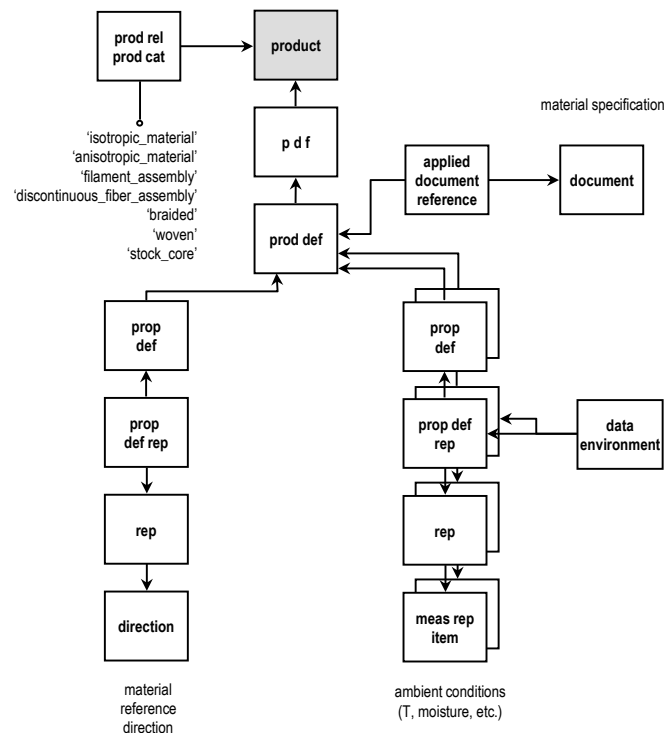 prod rel
prod cat
product
‘isotropic_material’
‘anisotropic_material’
‘filament_assembly’
‘discontinuous_fiber_assembly’
‘braided’
‘woven’
‘stock_core’
p d f
prod def
material specification
applied
document
reference
document
prop
def
prop
def rep
rep
direction
material
reference
direction
prop
def
prop def
rep
data
environment
rep
meas rep
item
ambient conditions
(T, moisture, etc.)